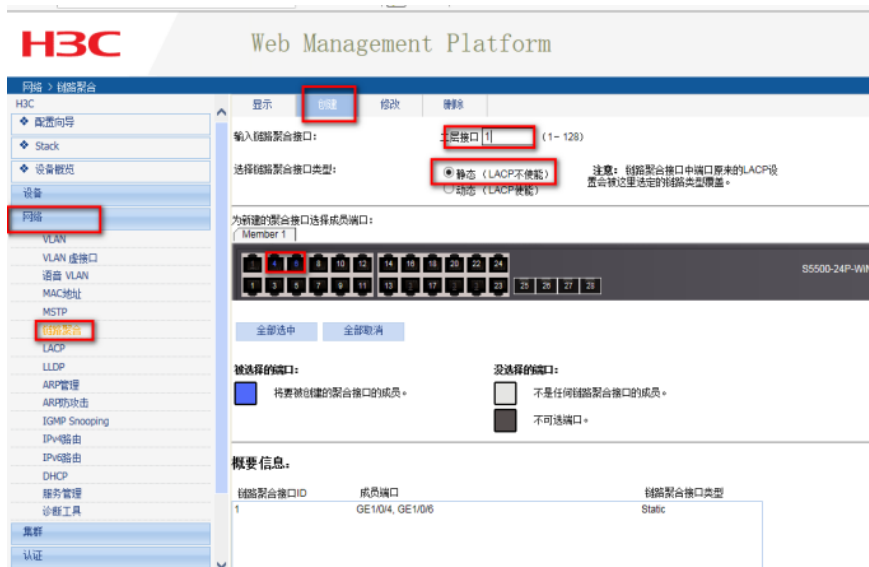 H3C
Web Management Platform
网络 > 链路聚合
H3C
配置向导
Stack
设备概览
设备
网络
VLAN
VLAN 虚接口
语音 VLAN
MAC地址
MSTP
链路聚合
LACP
LLDP
ARP管理
ARP防攻击
IGMP Snooping
IPv4路由
IPv6路由
DHCP
服务管理
诊断工具
集群
认证
显示 创建 修改 删除
输入链路聚合接口: 二层接口 1 (1- 128)
选择链路聚合接口类型: 静态 (LACP不使能)
动态 (LACP使能)
注意: 链路聚合接口中端口原来的LACP设
置会被这里选定的链路类型覆盖。
为新建的聚合接口选择成员端口:
Member 1
4 6 8 10 12 14 16 18 20 22 24
1 3 5 7 9 11 13 17 23 25 26 27 28
S5500-24P-WiN
全部选中 全部取消
被选择的端口: 没选择的端口:
将要被创建的聚合接口的成员。 不是任何链路聚合接口的成员。
不可选端口。
概要信息:
链路聚合接口ID 成员端口 链路聚合接口类型
1 GE1/0/4, GE1/0/6 Static